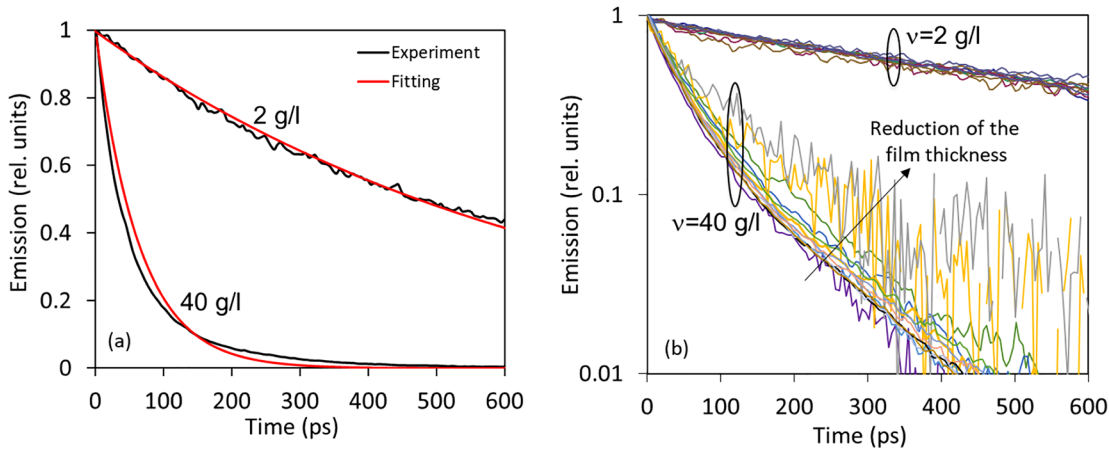 1
0.8
0.6
0.4
0.2
0
0 100 200 300 400 500 600
Time (ps)
Emission (rel. units)
Experiment
Fitting
2 g/l
40 g/l
(a)
1
0.1
0.01
0 100 200 300 400 500 600
Time (ps)
Emission (rel. units)
ν=2 g/l
Reduction of the
film thickness
ν=40 g/l
(b)